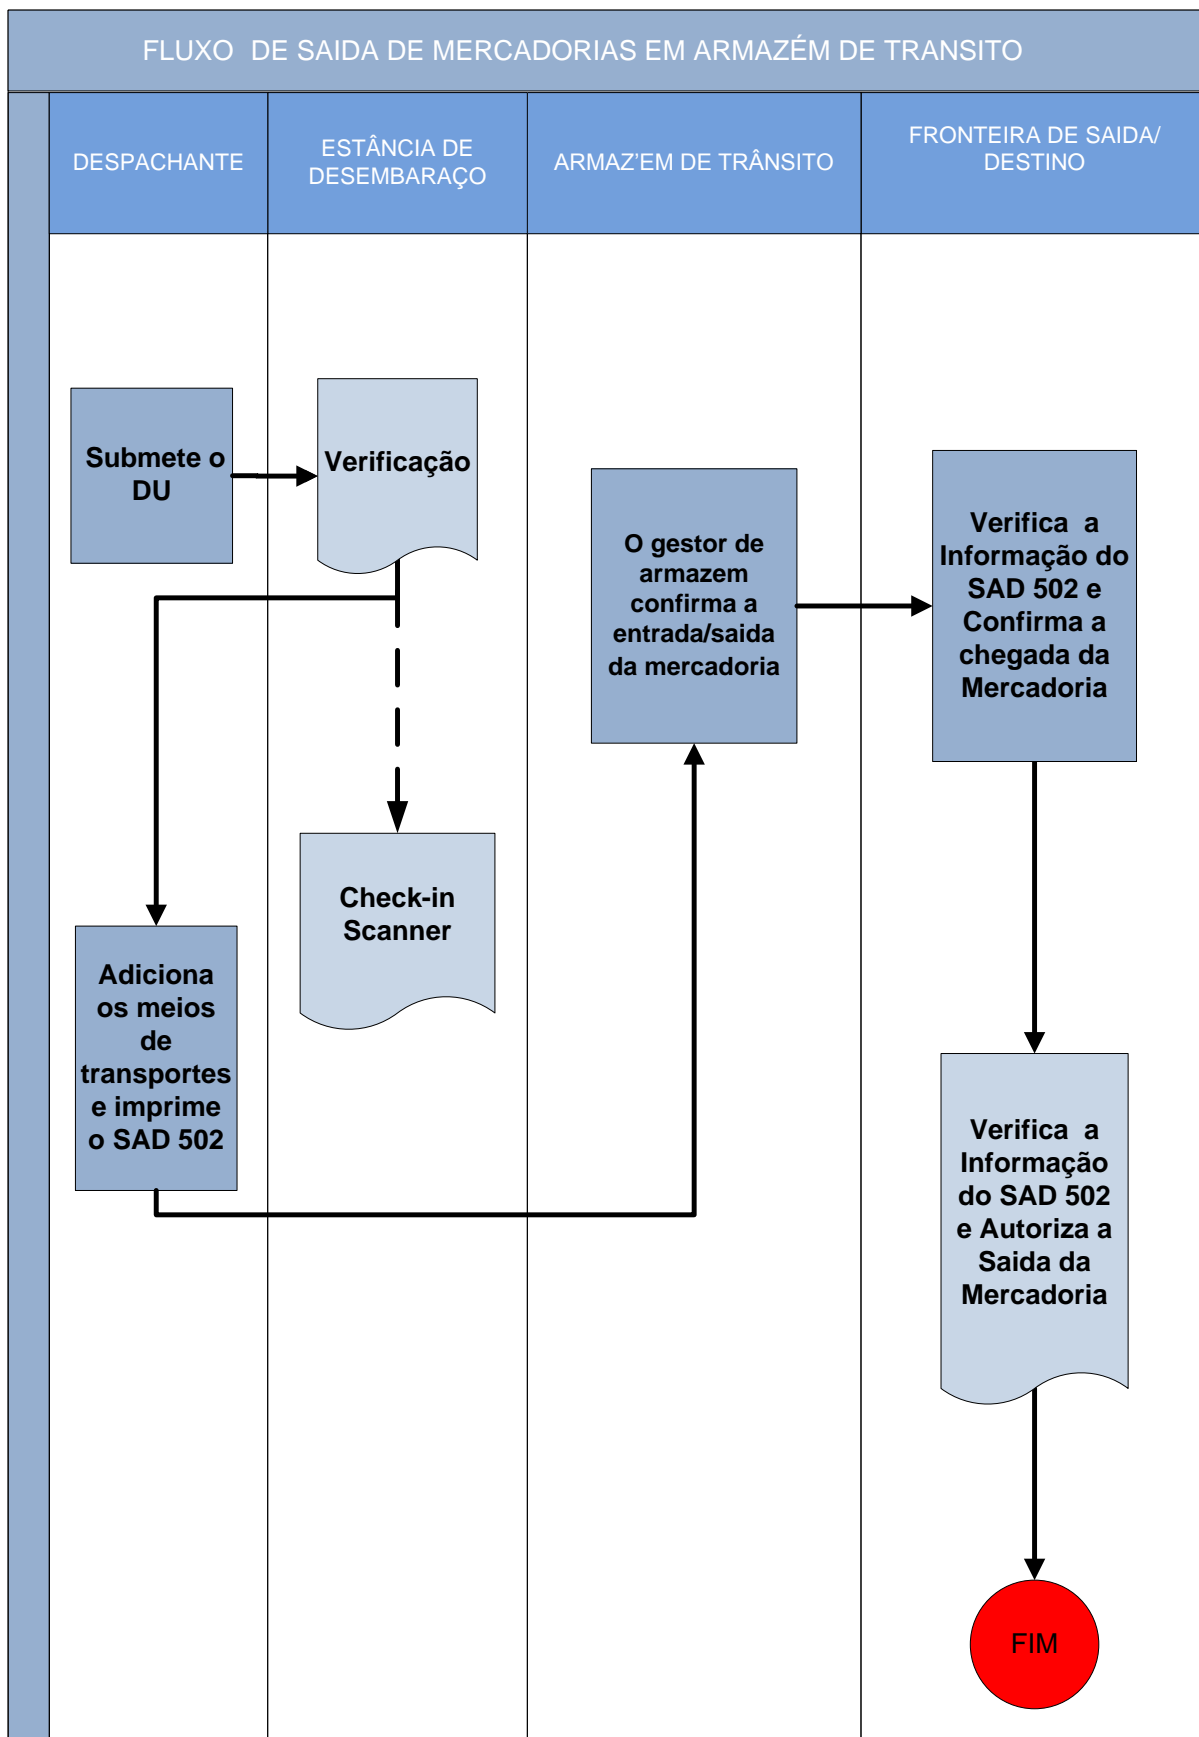 FLUXO  DE SAIDA DE MERCADORIAS EM ARMAZÉM DE TRANSITO
DESPACHANTE
ESTÂNCIA DE
DESEMBARAÇO
ARMAZ'EM DE TRÂNSITO
FRONTEIRA DE SAIDA/
DESTINO
Submete o
DU
Verificação
O gestor de
armazem
confirma a
entrada/saida
da mercadoria
Verifica  a
Informação do
SAD 502 e
Confirma a
chegada da
Mercadoria
Check-in
Scanner
Adiciona
os meios
de
transportes
e imprime
o SAD 502
Verifica  a
Informação
do SAD 502
e Autoriza a
Saida da
Mercadoria
FIM